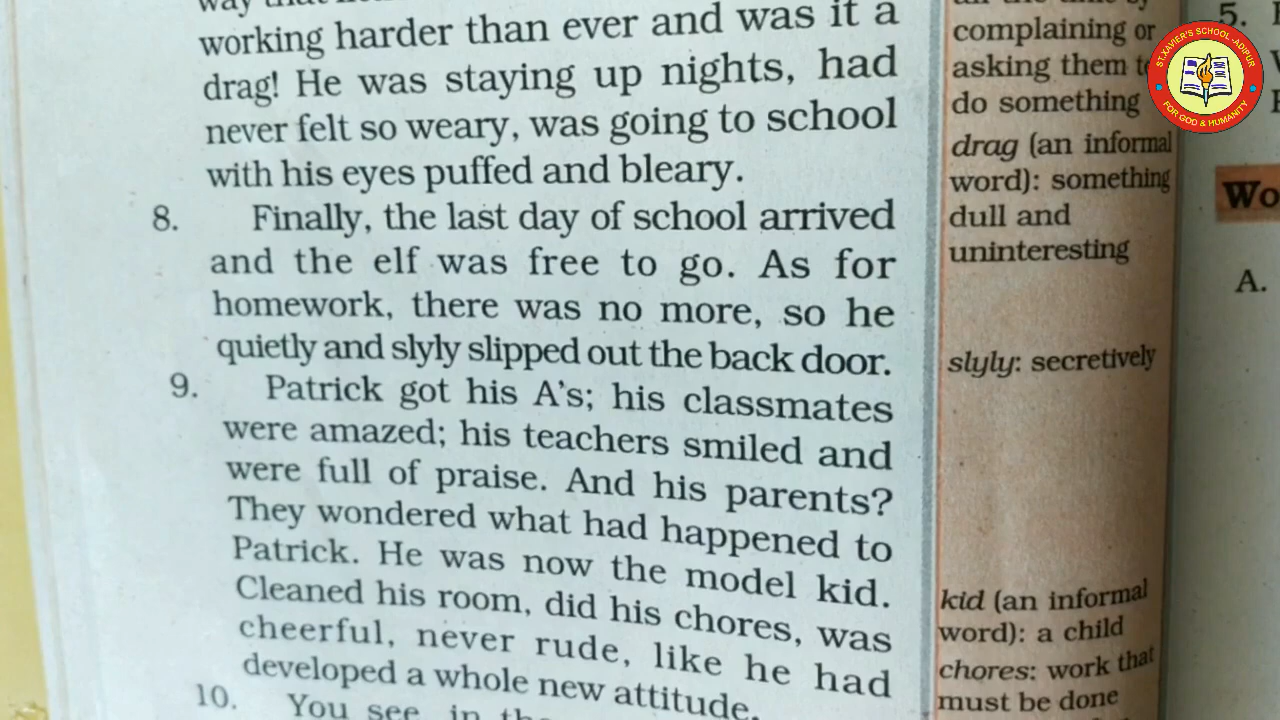 working harder than ever and was it a
drag! He was staying up nights, had
never felt so weary, was going to school
with his eyes puffed and bleary.
8. Finally, the last day of school arrived
and the elf was free to go. As for
homework, there was no more, so he
quietly and slyly slipped out the back door.
9. Patrick got his A's; his classmates
were amazed; his teachers smiled and
were full of praise. And his parents?
They wondered what had happened to
Patrick. He was now the model kid.
Cleaned his room, did his chores, was
cheerful, never rude, like he had
developed a whole new attitude.
10. You see, in
complaining or
asking them to
do something
drag (an informal
word): something
dull and
uninteresting
slyly: secretively
kid (an informal
word): a child
chores: work that
must be done
5.
Wo
A.
ST.XAVIER'S SCHOOL-ADIPUR
FOR GOD & HUMANITY